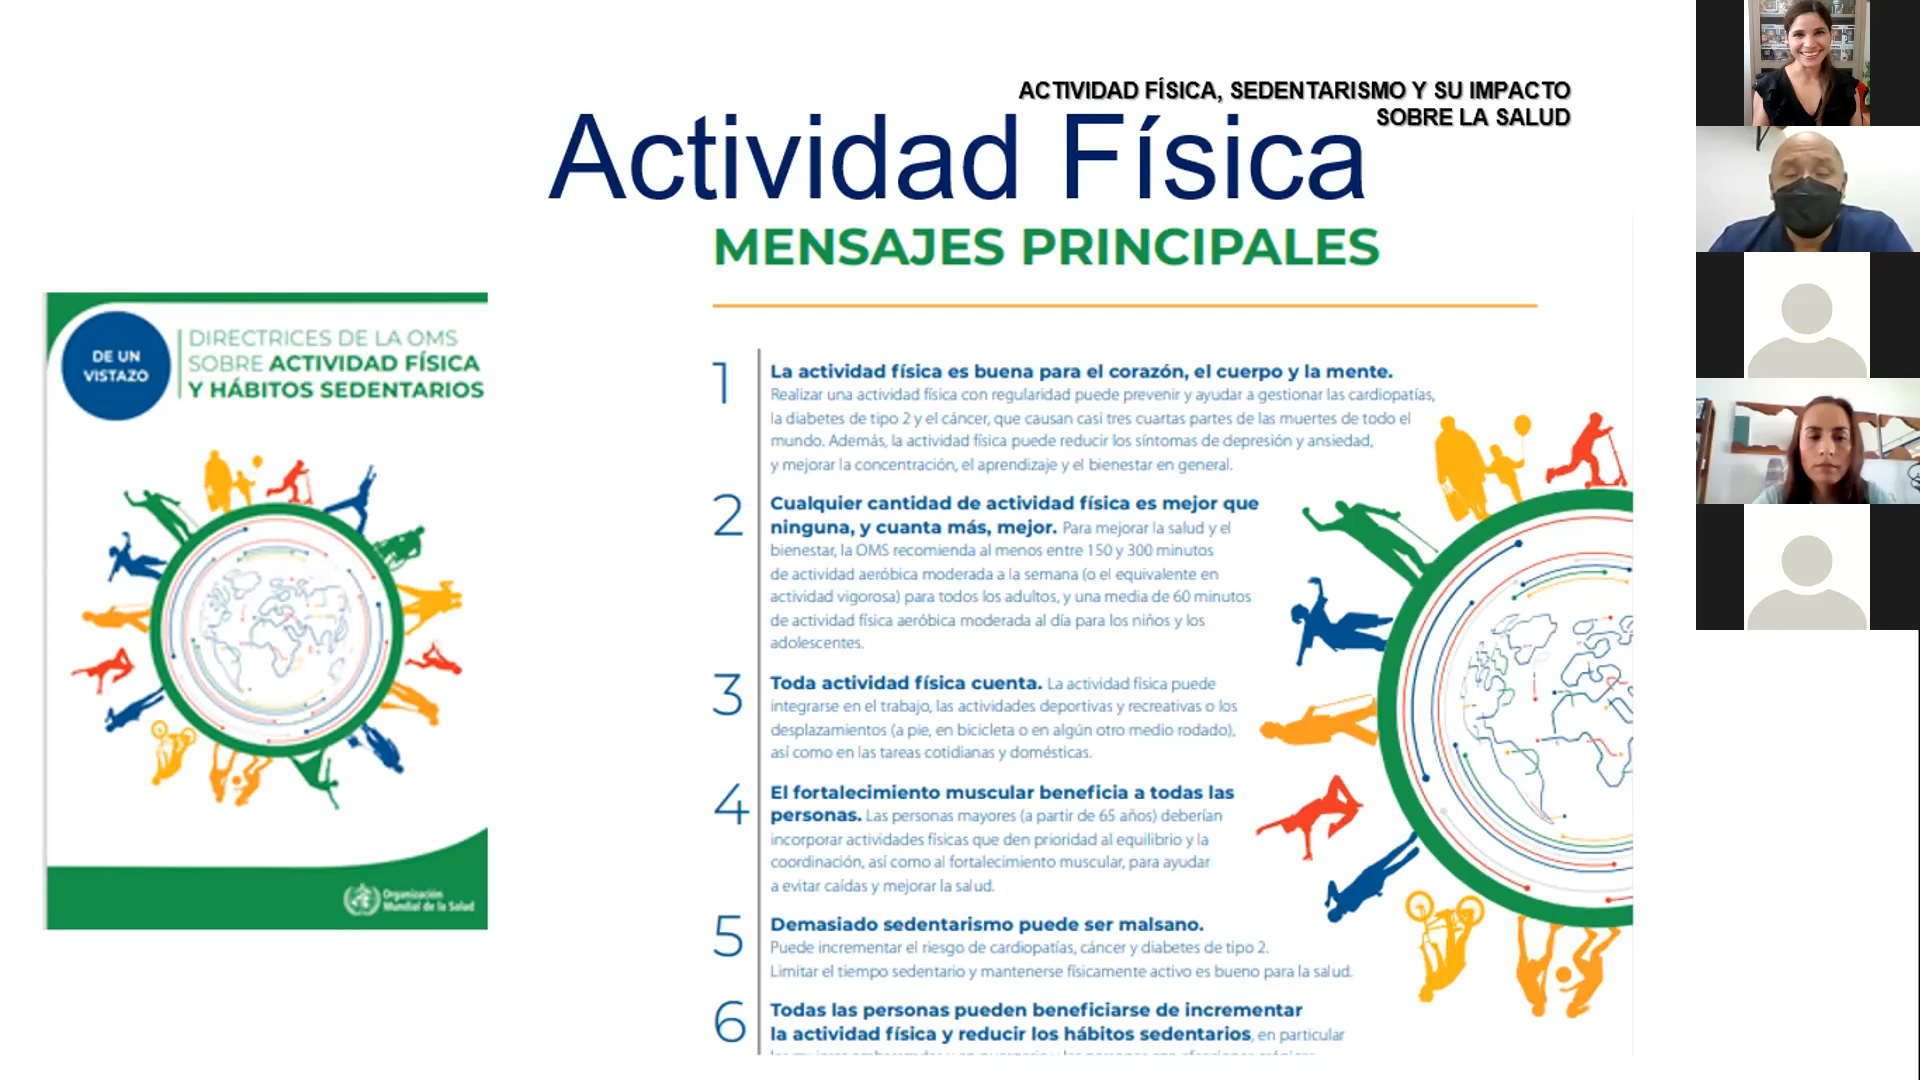 ACTIVIDAD FÍSICA, SEDENTARISMO Y SU IMPACTO
SOBRE LA SALUD
Actividad Física
MENSAJES PRINCIPALES
DE UN
VISTAZO
DIRECTRICES DE LA OMS
SOBRE ACTIVIDAD FÍSICA
Y HÁBITOS SEDENTARIOS
Organización
Mundial de la Salud
1
La actividad física es buena para el corazón, el cuerpo y la mente.
Realizar una actividad física con regularidad puede prevenir y ayudar a gestionar las cardiopatías,
la diabetes de tipo 2 y el cáncer, que causan casi tres cuartas partes de las muertes de todo el
mundo. Además, la actividad física puede reducir los síntomas de depresión y ansiedad,
y mejorar la concentración, el aprendizaje y el bienestar en general.
2
Cualquier cantidad de actividad física es mejor que
ninguna, y cuanta más, mejor. Para mejorar la salud y el
bienestar, la OMS recomienda al menos entre 150 y 300 minutos
de actividad aeróbica moderada a la semana (o el equivalente en
actividad vigorosa) para todos los adultos, y una media de 60 minutos
de actividad física aeróbica moderada al día para los niños y los
adolescentes.
3
Toda actividad física cuenta. La actividad física puede
integrarse en el trabajo, las actividades deportivas y recreativas o los
desplazamientos (a pie, en bicicleta o en algún otro medio rodado),
así como en las tareas cotidianas y domésticas.
4
El fortalecimiento muscular beneficia a todas las
personas. Las personas mayores (a partir de 65 años) deberían
incorporar actividades físicas que den prioridad al equilibrio y la
coordinación, así como al fortalecimiento muscular, para ayudar
a evitar caídas y mejorar la salud.
5
Demasiado sedentarismo puede ser malsano.
Puede incrementar el riesgo de cardiopatías, cáncer y diabetes de tipo 2.
Limitar el tiempo sedentario y mantenerse físicamente activo es bueno para la salud.
6
Todas las personas pueden beneficiarse de incrementar
la actividad física y reducir los hábitos sedentarios, en particular